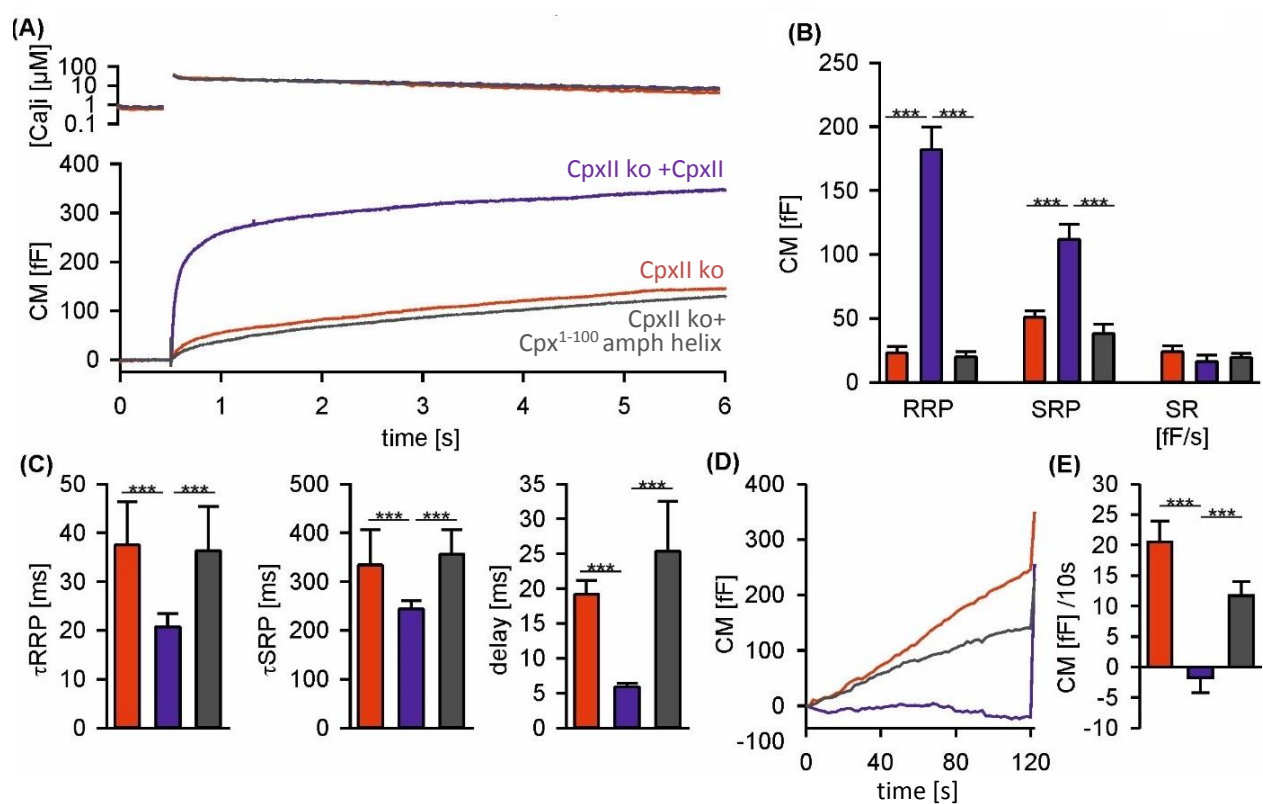 (A)
[Ca]i [µM]
100
10
1
0.1
CM [fF]
400
300
200
100
0
CpxII ko +CpxII
CpxII ko
CpxII ko+
Cpx1-100 amph helix
0 1 2 3 4 5 6
time [s]
(B)
CM [fF]
250
200
150
100
50
0
*** ***
*** ***
RRP SRP SR
[fF/s]
(C)
τRRP [ms]
50
40
30
20
10
0
*** ***
τSRP [ms]
500
400
300
200
100
0
*** ***
delay [ms]
35
30
25
20
15
10
5
0
***
***
(D)
CM [fF]
400
300
200
100
0
-100
0 40 80 120
time [s]
(E)
CM [fF] /10s
30
25
20
15
10
5
0
-5
-10
***
***